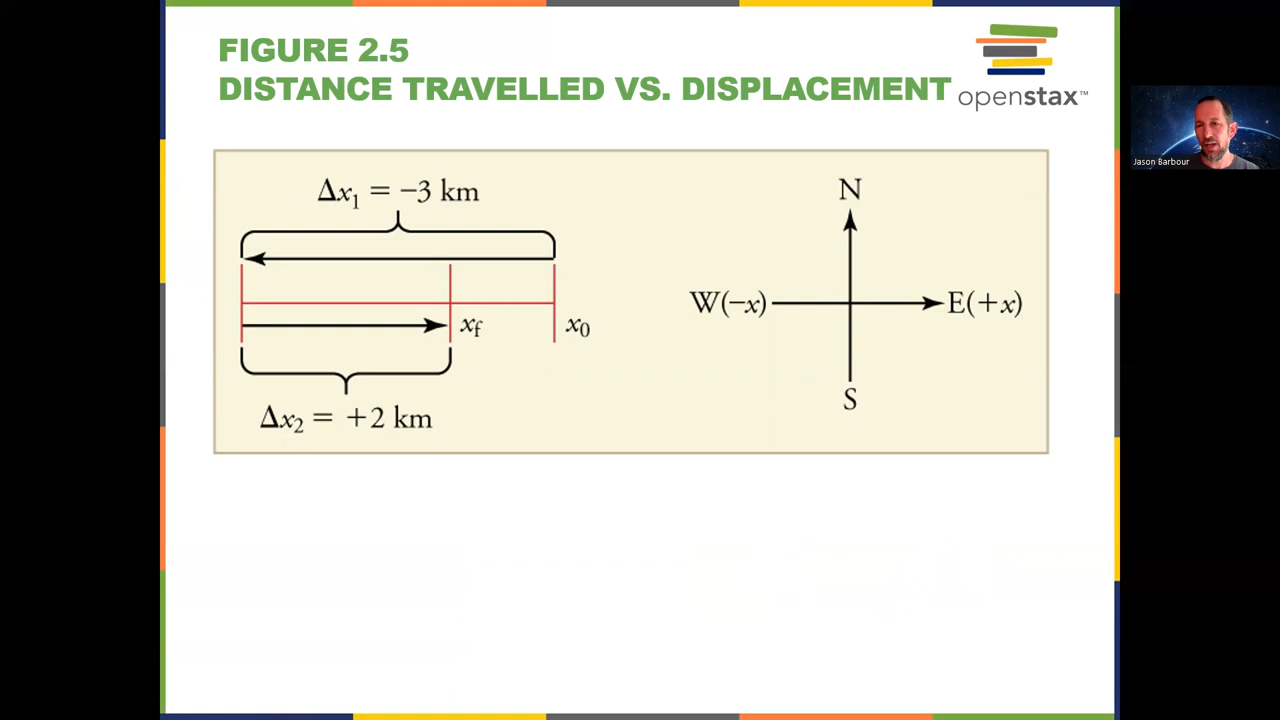 FIGURE 2.5
DISTANCE TRAVELLED VS. DISPLACEMENT
openstax™
Jason Barbour
Δx₁ = −3 km
x_f
x₀
Δx₂ = +2 km
N
W(−x)
E(+x)
S